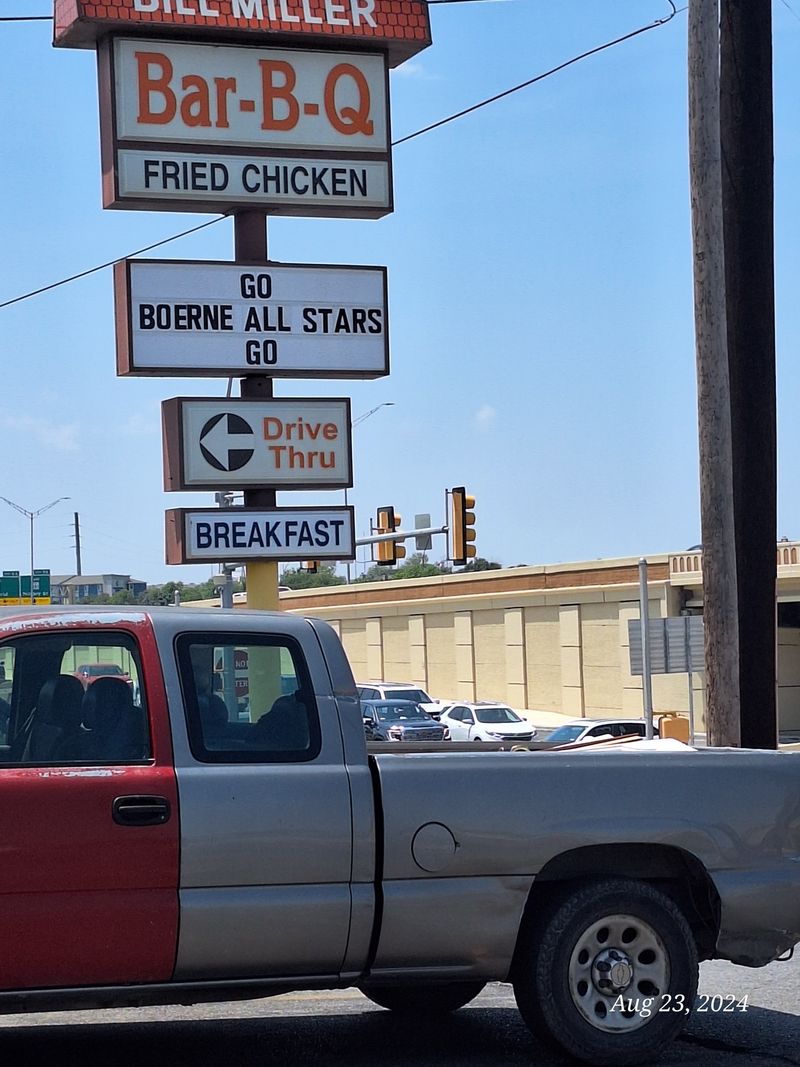 BILL MILLER
Bar-B-Q
FRIED CHICKEN
GO
BOERNE ALL STARS
GO
Drive
Thru
BREAKFAST
Aug 23, 2024